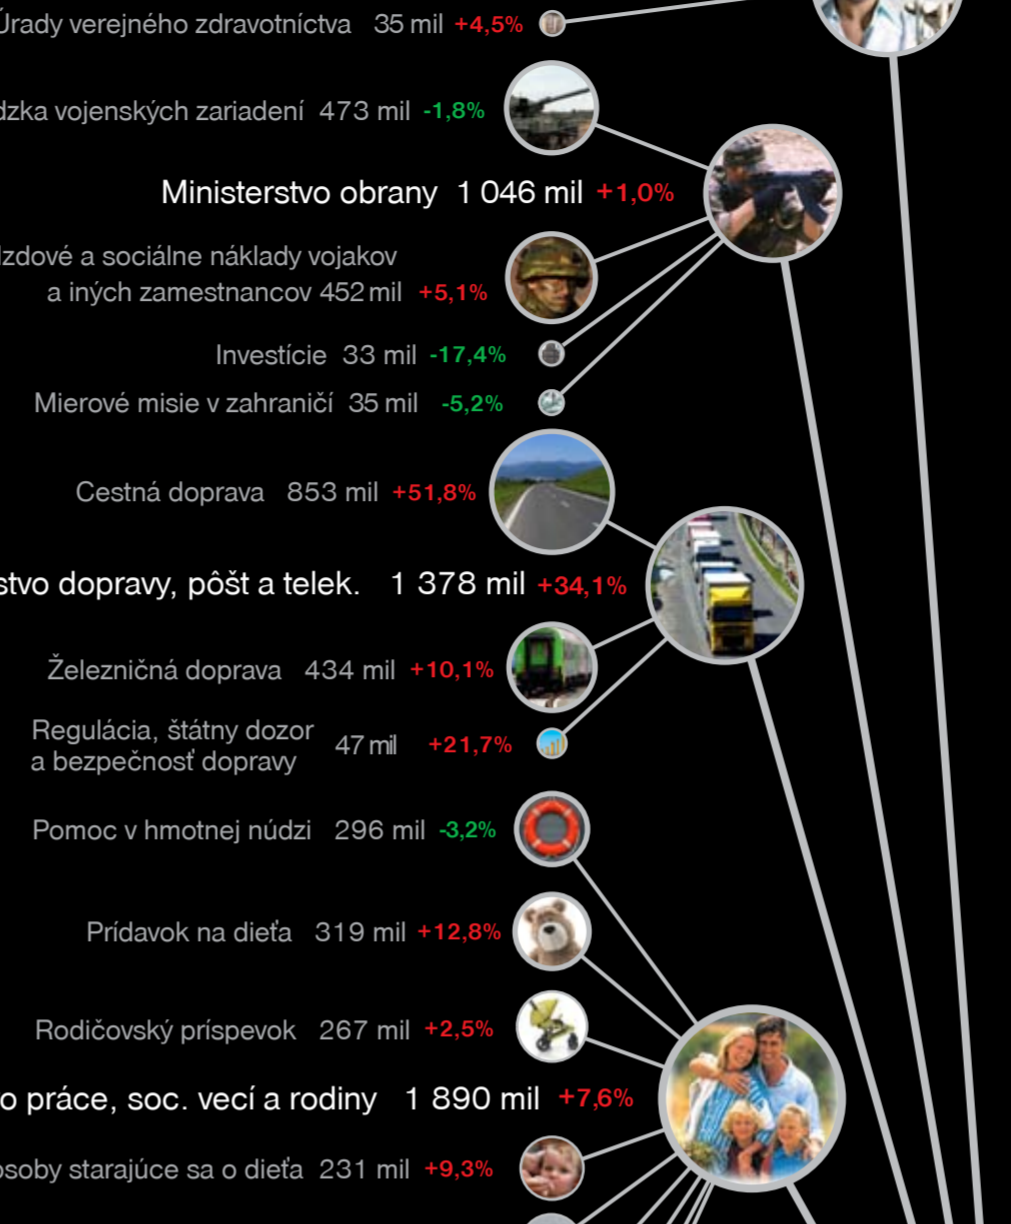 Úrady verejného zdravotníctva 35 mil +4,5%
vojenských zariadení 473 mil -1,8%
Ministerstvo obrany 1 046 mil +1,0%
a sociálne náklady vojakov
a iných zamestnancov 452 mil +5,1%
Investície 33 mil -17,4%
Mierové misie v zahraničí 35 mil -5,2%
Cestná doprava 853 mil +51,8%
dopravy, pôšt a telek. 1 378 mil +34,1%
Železničná doprava 434 mil +10,1%
Regulácia, štátny dozor
a bezpečnosť dopravy 47 mil +21,7%
Pomoc v hmotnej núdzi 296 mil -3,2%
Prídavok na dieťa 319 mil +12,8%
Rodičovský príspevok 267 mil +2,5%
práce, soc. vecí a rodiny 1 890 mil +7,6%
starajúce sa o dieťa 231 mil +9,3%